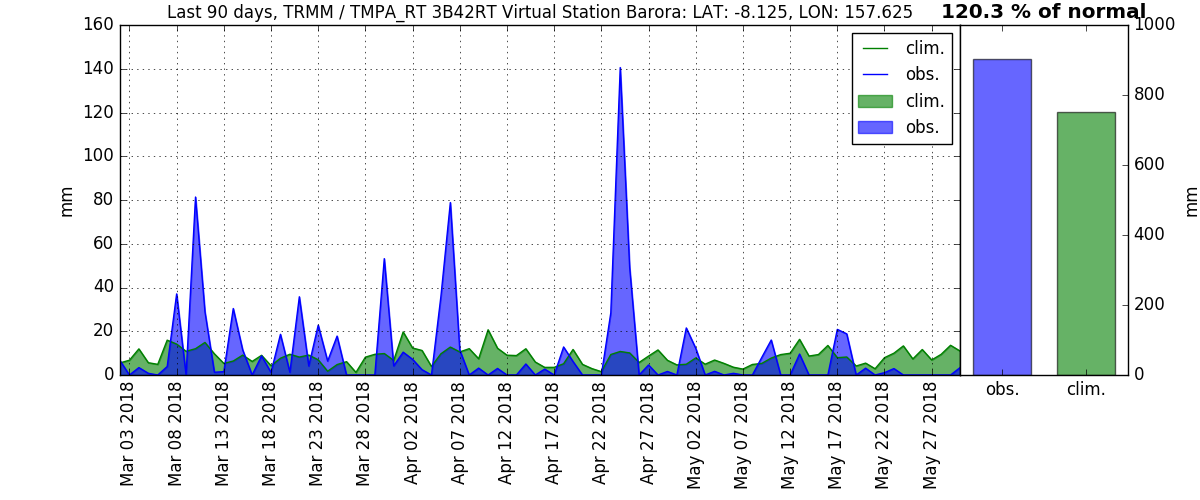 Last 90 days, TRMM / TMPA_RT 3B42RT Virtual Station Barora: LAT: -8.125, LON: 157.625
120.3 % of normal
160
140
120
100
80
60
40
20
0
mm
clim.
obs.
clim.
obs.
Mar 03 2018
Mar 08 2018
Mar 13 2018
Mar 18 2018
Mar 23 2018
Mar 28 2018
Apr 02 2018
Apr 07 2018
Apr 12 2018
Apr 17 2018
Apr 22 2018
Apr 27 2018
May 02 2018
May 07 2018
May 12 2018
May 17 2018
May 22 2018
May 27 2018
1000
800
600
400
200
0
mm
obs.
clim.